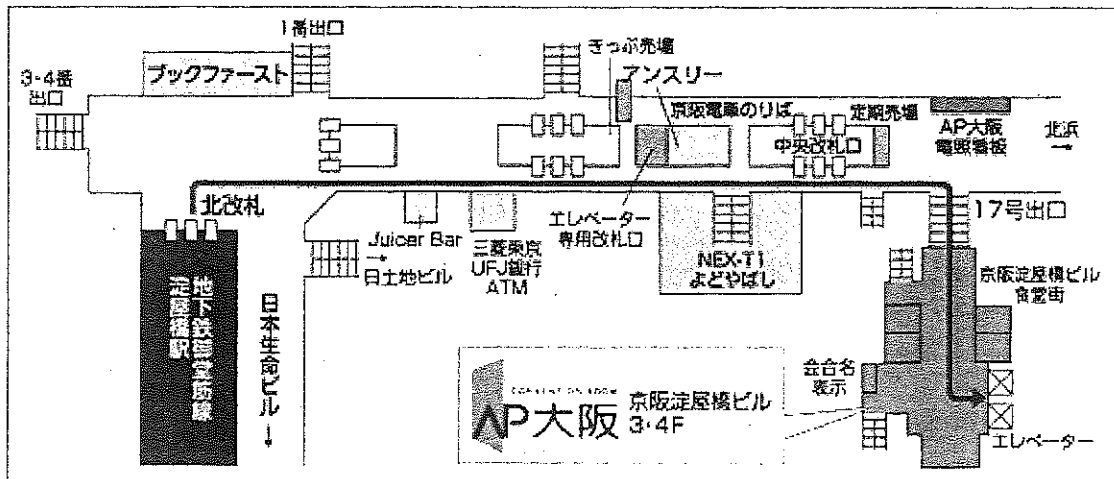 1番出口
きっぷ売場
ブックファースト
アンスリー
3・4番
出口
京阪電車のりば
定期売場
中央改札口
AP大阪
電照看板
北浜
→
北改札
17号出口
Juicer Bar
→
日土地ビル
三菱東京
UFJ銀行
ATM
エレベーター
専用改札口
NEX-T1
よどやばし
京阪淀屋橋ビル
食堂街
地下鉄御堂筋線
淀屋橋駅
日本生命ビル→
会合名
表示
CONVENTION ROOM
AP大阪
京阪淀屋橋ビル
3・4F
エレベーター